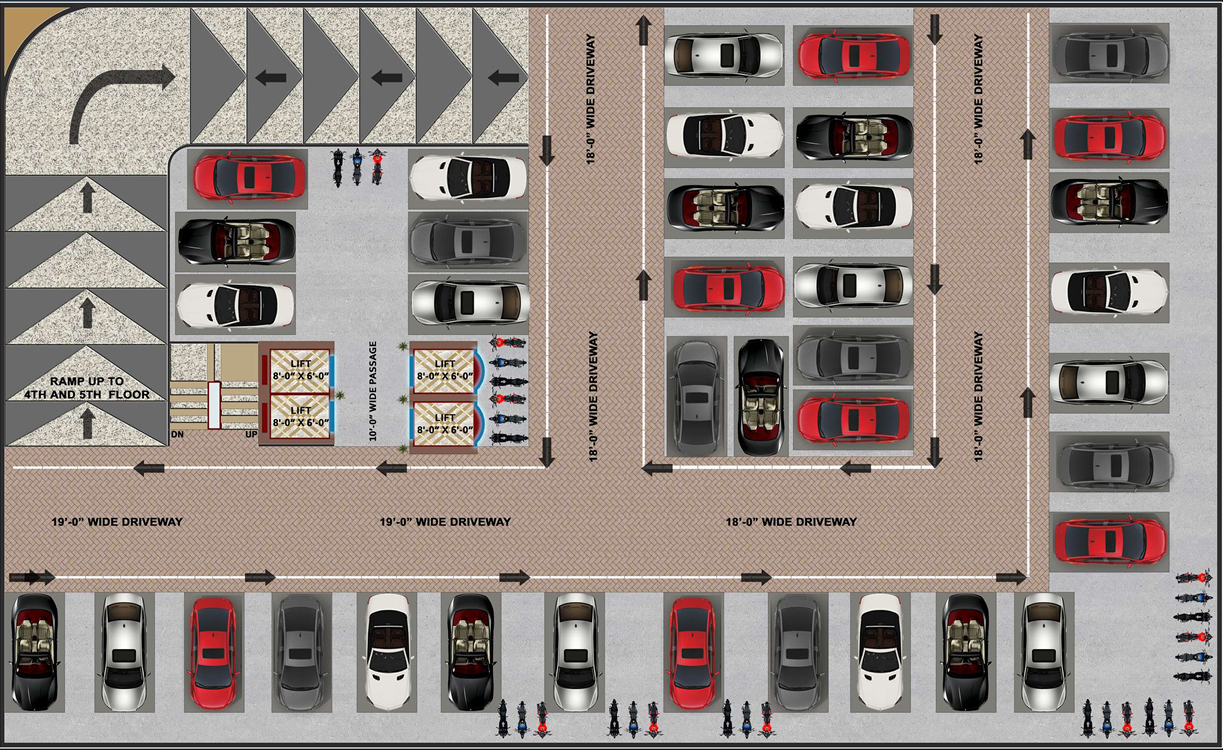 18'-0" WIDE DRIVEWAY
18'-0" WIDE DRIVEWAY
RAMP UP TO
4TH AND 5TH FLOOR
DN
UP
LIFT
8'-0" X 6'-0"
LIFT
8'-0" X 6'-0"
10'-0" WIDE PASSAGE
LIFT
8'-0" X 6'-0"
LIFT
8'-0" X 6'-0"
18'-0" WIDE DRIVEWAY
18'-0" WIDE DRIVEWAY
19'-0" WIDE DRIVEWAY
19'-0" WIDE DRIVEWAY
18'-0" WIDE DRIVEWAY